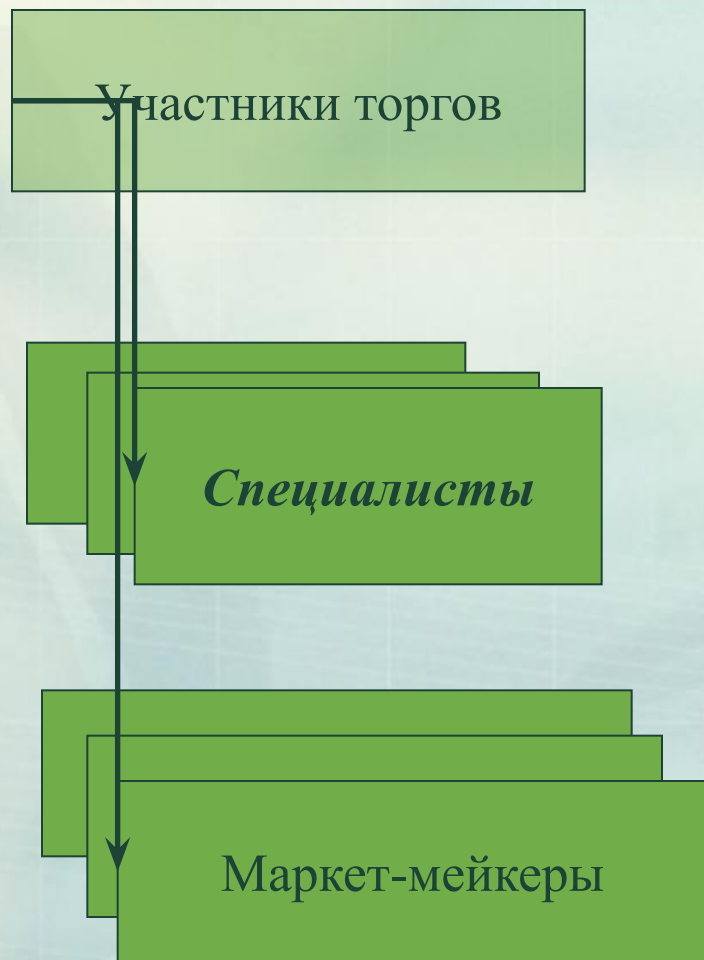 Участники торгов
Специалисты
Маркет-мейкеры